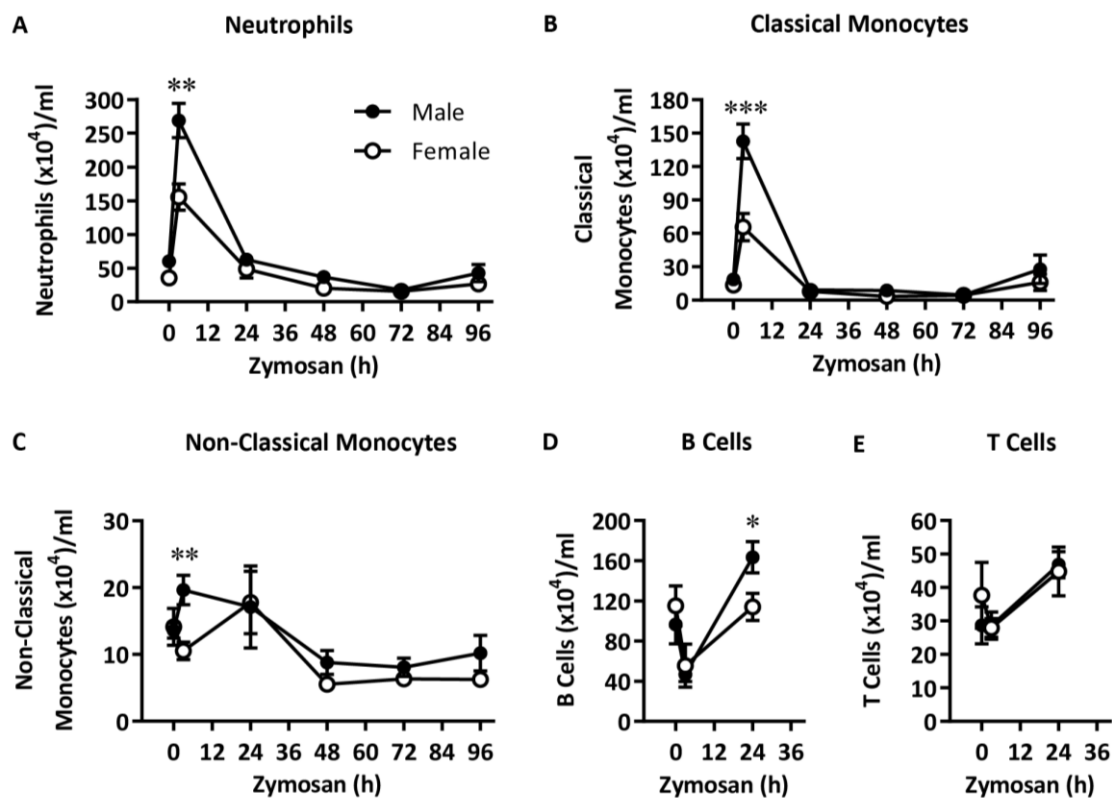 A
Neutrophils
**
Neutrophils (x10⁴)/ml
300
250
200
150
100
50
0
Male
Female
0 12 24 36 48 60 72 84 96
Zymosan (h)
B
Classical Monocytes
***
Classical
Monocytes (x10⁴)/ml
180
150
120
90
60
30
0
0 12 24 36 48 60 72 84 96
Zymosan (h)
C
Non-Classical Monocytes
**
Non-Classical
Monocytes (x10⁴)/ml
30
20
10
0
0 12 24 36 48 60 72 84 96
Zymosan (h)
D
B Cells
*
B Cells (x10⁴)/ml
200
160
120
80
40
0
0 12 24 36
Zymosan (h)
E
T Cells
T Cells (x10⁴)/ml
60
50
40
30
20
10
0
0 12 24 36
Zymosan (h)